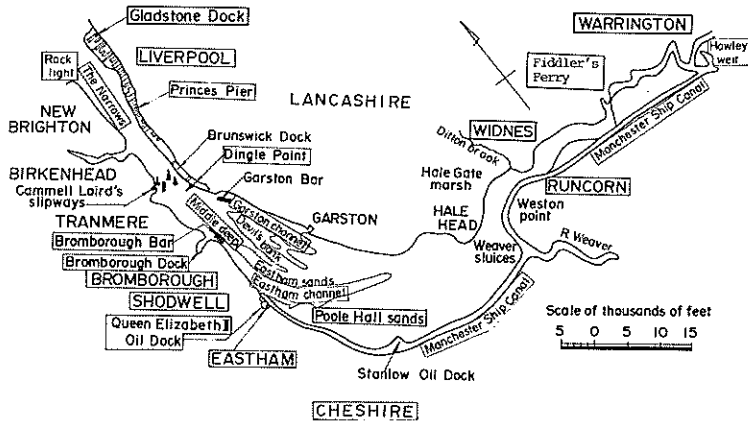 Gladstone Dock
WARRINGTON
Howley
weir
LIVERPOOL
Rock
light
The Narrows
Princes Pier
Fiddler's
Ferry
LANCASHIRE
NEW
BRIGHTON
Manchester Ship Canal
WIDNES
Ditton brook
Brunswick Dock
Dingle Point
Hale Gate
marsh
BIRKENHEAD
Cammell Laird's
slipways
Garston Bar
RUNCORN
Weston
point
GARSTON
HALE
HEAD
Garston channel
TRANMERE
Middle deep
Devil's bank
Bromborough Bar
Weaver
sluices
R Weaver
Bromborough Dock
BROMBOROUGH
Eastham sands
Eastham channel
SHODWELL
Queen Elizabeth II
Oil Dock
Poole Hall sands
Manchester Ship Canal
Scale of thousands of feet
5 0 5 10 15
EASTHAM
Stanlow Oil Dock
CHESHIRE